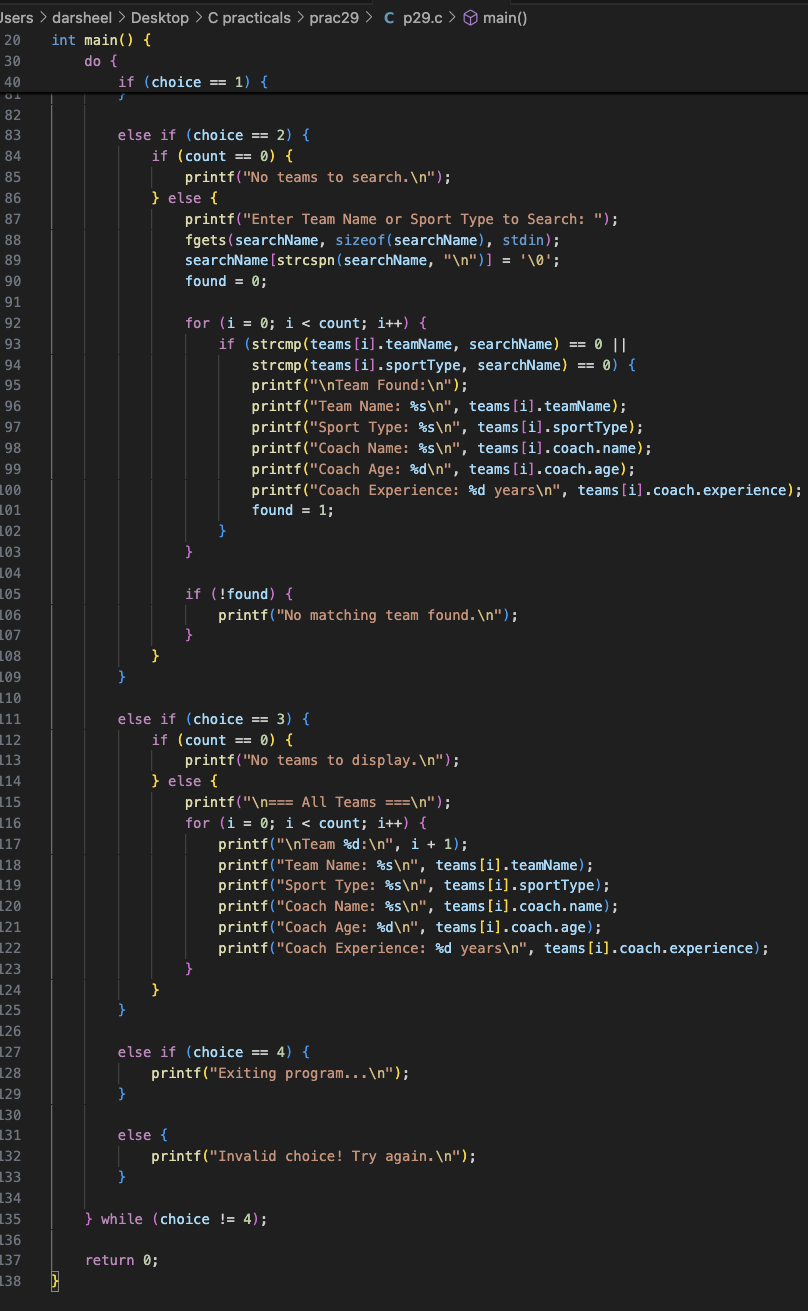 Users > darsheel > Desktop > C practicals > prac29 > C p29.c > main()
20 int main() {
30 do {
40 if (choice == 1) {
81 }
82
83 else if (choice == 2) {
84 if (count == 0) {
85 printf("No teams to search.\n");
86 } else {
87 printf("Enter Team Name or Sport Type to Search: ");
88 fgets(searchName, sizeof(searchName), stdin);
89 searchName[strcspn(searchName, "\n")] = '\0';
90 found = 0;
91
92 for (i = 0; i < count; i++) {
93 if (strcmp(teams[i].teamName, searchName) == 0 ||
94 strcmp(teams[i].sportType, searchName) == 0) {
95 printf("\nTeam Found:\n");
96 printf("Team Name: %s\n", teams[i].teamName);
97 printf("Sport Type: %s\n", teams[i].sportType);
98 printf("Coach Name: %s\n", teams[i].coach.name);
99 printf("Coach Age: %d\n", teams[i].coach.age);
100 printf("Coach Experience: %d years\n", teams[i].coach.experience);
101 found = 1;
102 }
103 }
104
105 if (!found) {
106 printf("No matching team found.\n");
107 }
108 }
109 }
110
111 else if (choice == 3) {
112 if (count == 0) {
113 printf("No teams to display.\n");
114 } else {
115 printf("\n=== All Teams ===\n");
116 for (i = 0; i < count; i++) {
117 printf("\nTeam %d:\n", i + 1);
118 printf("Team Name: %s\n", teams[i].teamName);
119 printf("Sport Type: %s\n", teams[i].sportType);
120 printf("Coach Name: %s\n", teams[i].coach.name);
121 printf("Coach Age: %d\n", teams[i].coach.age);
122 printf("Coach Experience: %d years\n", teams[i].coach.experience);
123 }
124 }
125 }
126
127 else if (choice == 4) {
128 printf("Exiting program...\n");
129 }
130
131 else {
132 printf("Invalid choice! Try again.\n");
133 }
134
135 } while (choice != 4);
136
137 return 0;
138 }